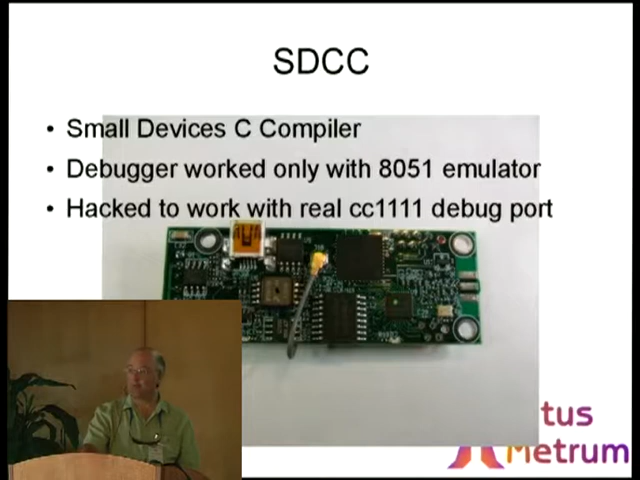 SDCC
• Small Devices C Compiler
• Debugger worked only with 8051 emulator
• Hacked to work with real cc1111 debug port
tus
Metrum